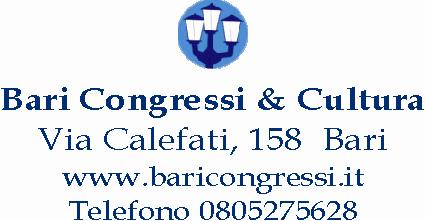 Bari Congressi & Cultura
Via Calefati, 158  Bari
www.baricongressi.it
Telefono 0805275628